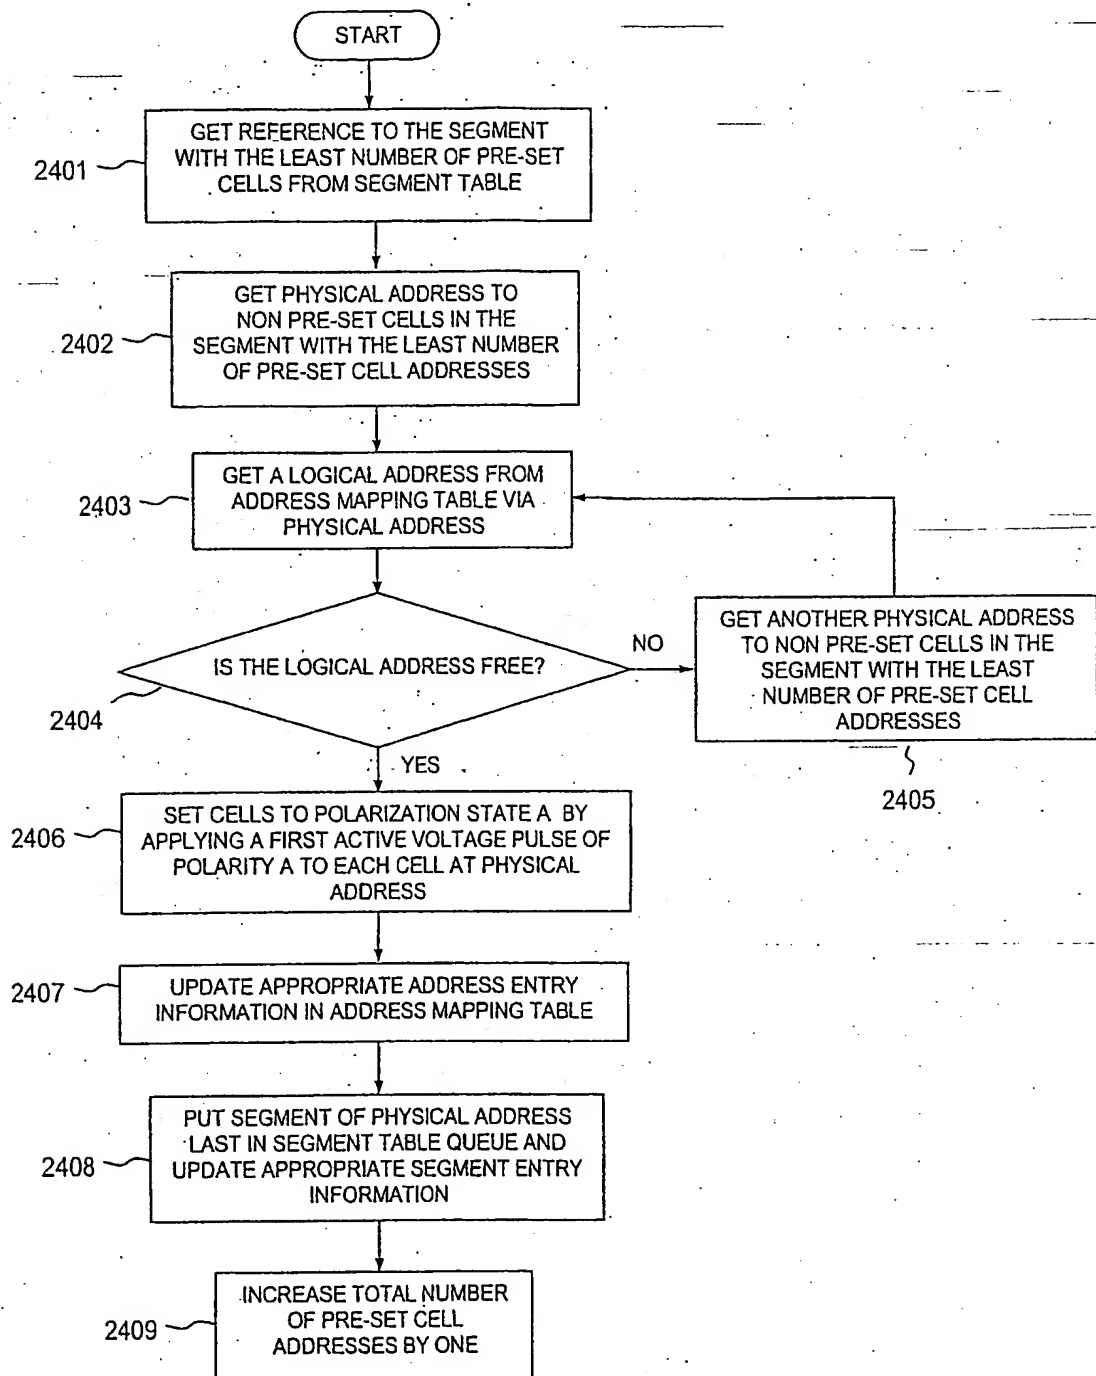 START
GET REFERENCE TO THE SEGMENT
WITH THE LEAST NUMBER OF PRE-SET
CELLS FROM SEGMENT TABLE
2401
GET PHYSICAL ADDRESS TO
NON PRE-SET CELLS IN THE
SEGMENT WITH THE LEAST NUMBER
OF PRE-SET CELL ADDRESSES
2402
GET A LOGICAL ADDRESS FROM
ADDRESS MAPPING TABLE VIA
PHYSICAL ADDRESS
2403
IS THE LOGICAL ADDRESS FREE?
2404
NO
GET ANOTHER PHYSICAL ADDRESS
TO NON PRE-SET CELLS IN THE
SEGMENT WITH THE LEAST
NUMBER OF PRE-SET CELL
ADDRESSES
2405
YES
SET CELLS TO POLARIZATION STATE A BY
APPLYING A FIRST ACTIVE VOLTAGE PULSE OF
POLARITY A TO EACH CELL AT PHYSICAL
ADDRESS
2406
UPDATE APPROPRIATE ADDRESS ENTRY
INFORMATION IN ADDRESS MAPPING TABLE
2407
PUT SEGMENT OF PHYSICAL ADDRESS
LAST IN SEGMENT TABLE QUEUE AND
UPDATE APPROPRIATE SEGMENT ENTRY
INFORMATION
2408
INCREASE TOTAL NUMBER
OF PRE-SET CELL
ADDRESSES BY ONE
2409